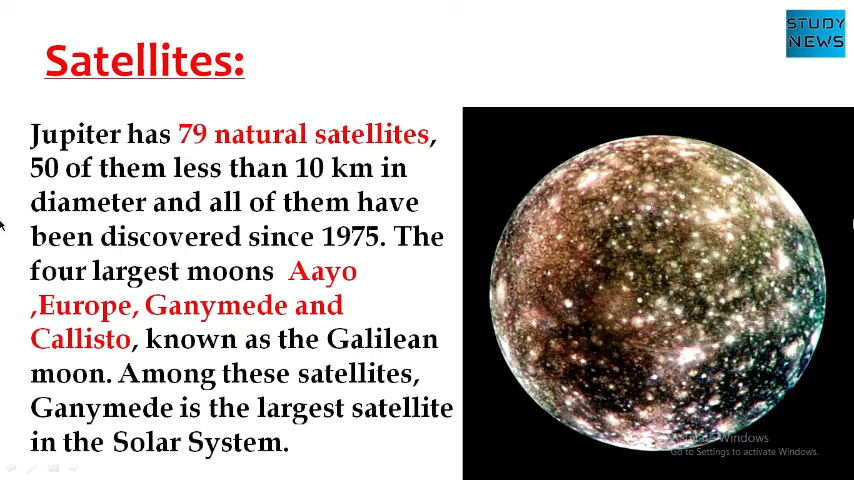 STUDY
NEWS
Satellites:
Jupiter has 79 natural satellites,
50 of them less than 10 km in
diameter and all of them have
been discovered since 1975. The
four largest moons Aayo
,Europe, Ganymede and
Callisto, known as the Galilean
moon. Among these satellites,
Ganymede is the largest satellite
in the Solar System.
Activate Windows
Go to Settings to activate Windows.